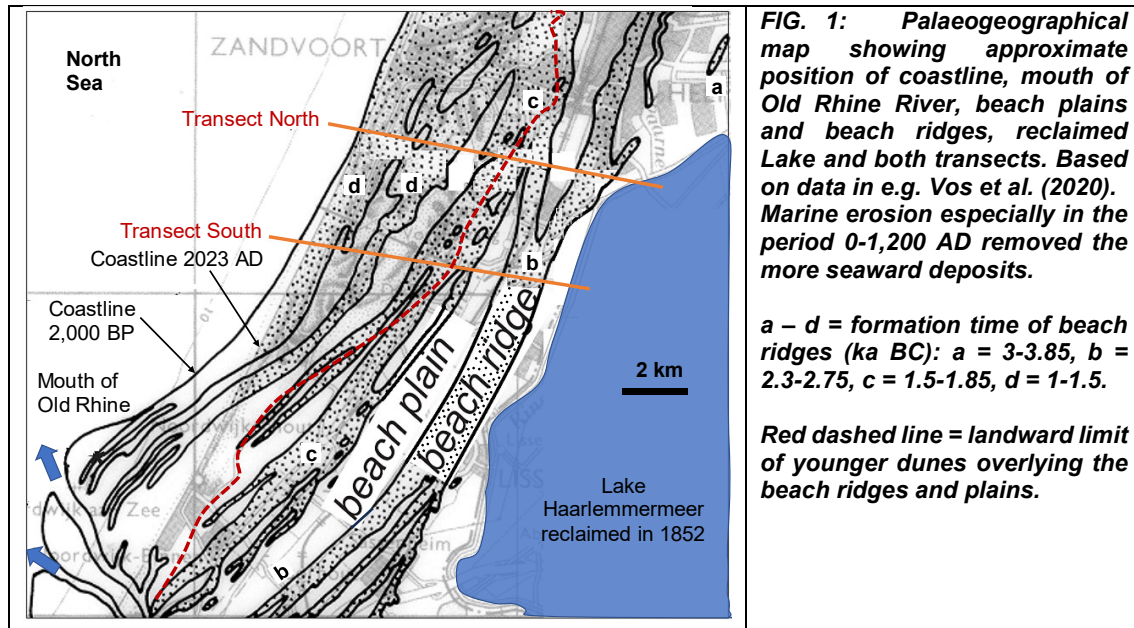 ZANDVOORT
North
Sea
Transect North
Transect South
Coastline 2023 AD
Coastline
2,000 BP
Mouth of
Old Rhine
a
c
d
d
b
c
b
beach plain
beach ridge
2 km
Lake
Haarlemmermeer
reclaimed in 1852
LISS
FIG. 1: Palaeogeographical
map showing approximate
position of coastline, mouth of
Old Rhine River, beach plains
and beach ridges, reclaimed
Lake and both transects. Based
on data in e.g. Vos et al. (2020).
Marine erosion especially in the
period 0-1,200 AD removed the
more seaward deposits.
a – d = formation time of beach
ridges (ka BC): a = 3-3.85, b =
2.3-2.75, c = 1.5-1.85, d = 1-1.5.
Red dashed line = landward limit
of younger dunes overlying the
beach ridges and plains.